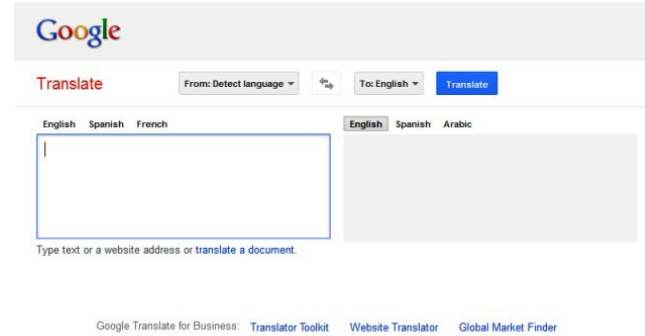 Google
Translate From: Detect language To: English Translate
English Spanish French English Spanish Arabic
Type text or a website address or translate a document.
Google Translate for Business: Translator Toolkit Website Translator Global Market Finder